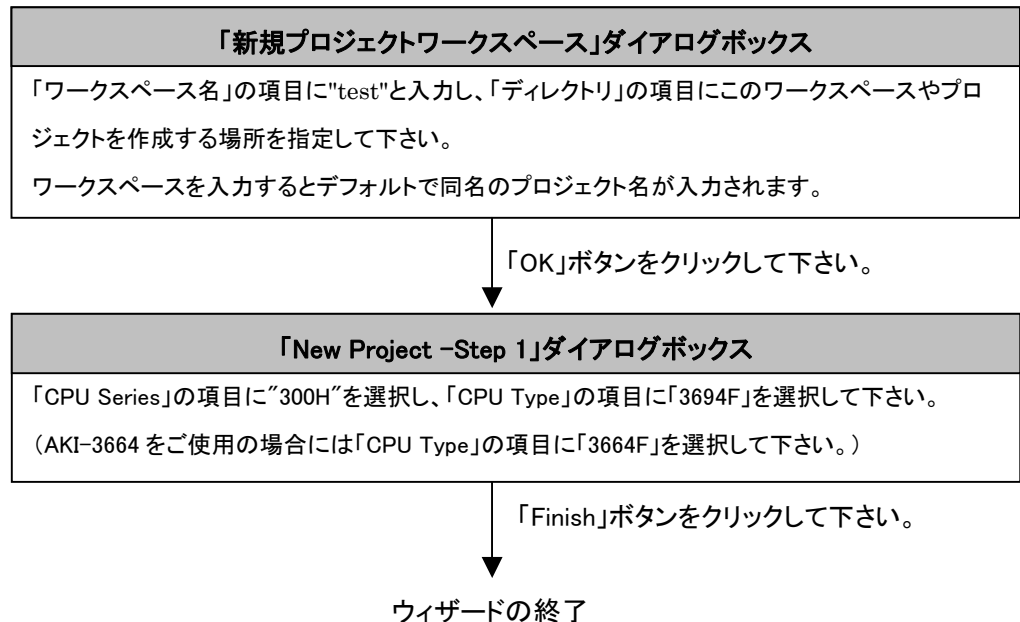 「新規プロジェクトワークスペース」ダイアログボックス
「ワークスペース名」の項目に"test"と入力し、「ディレクトリ」の項目にこのワークスペースやプロ
ジェクトを作成する場所を指定して下さい。
ワークスペースを入力するとデフォルトで同名のプロジェクト名が入力されます。
「OK」ボタンをクリックして下さい。
「New Project -Step 1」ダイアログボックス
「CPU Series」の項目に"300H"を選択し、「CPU Type」の項目に「3694F」を選択して下さい。
（AKI-3664 をご使用の場合には「CPU Type」の項目に「3664F」を選択して下さい。）
「Finish」ボタンをクリックして下さい。
ウィザードの終了